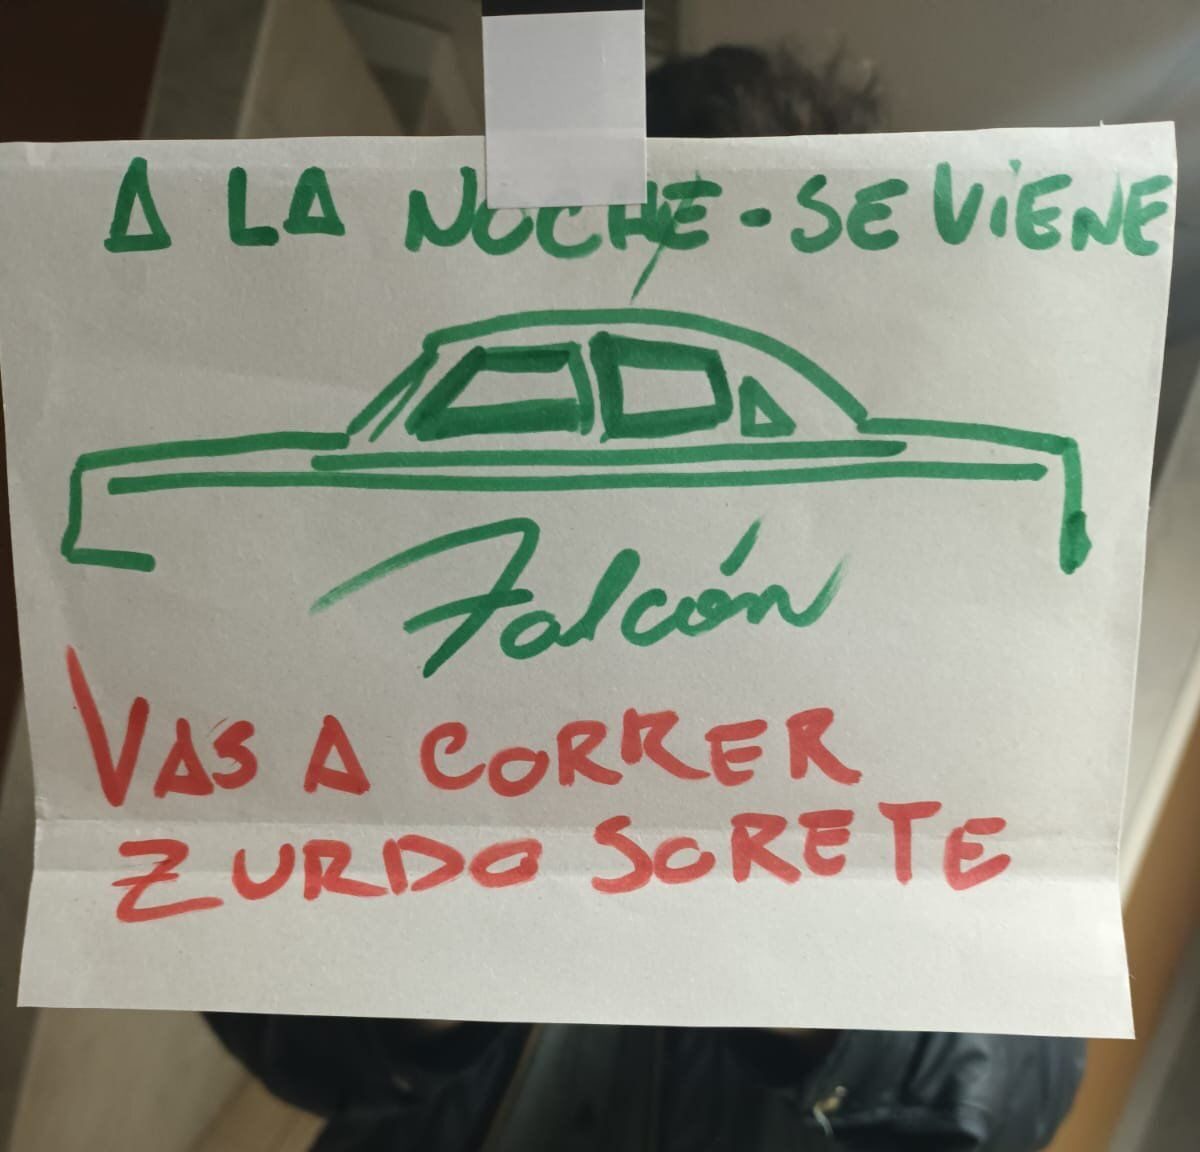 A LA NOCHE - SE VIENE
Falcón
VAS A CORRER
ZURDO SORETE